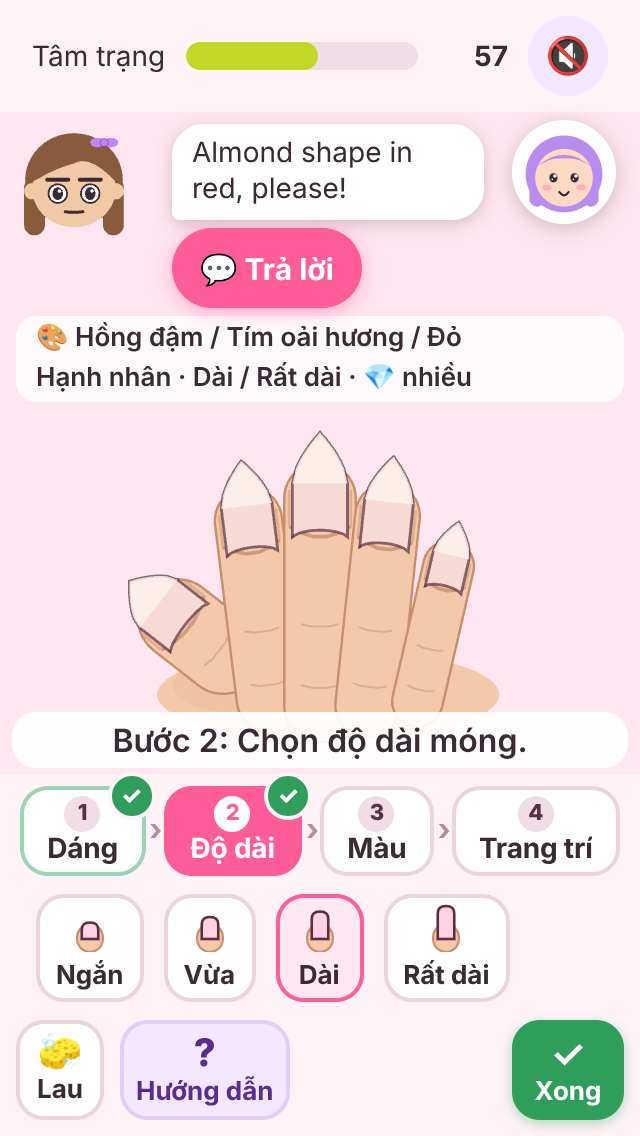 Tâm trạng 57
Almond shape in
red, please!
Trả lời
Hồng đậm / Tím oải hương / Đỏ
Hạnh nhân · Dài / Rất dài · 💎 nhiều
Bước 2: Chọn độ dài móng.
1 Dáng
2 Độ dài
3 Màu
4 Trang trí
Ngắn
Vừa
Dài
Rất dài
Lau
? Hướng dẫn
Xong